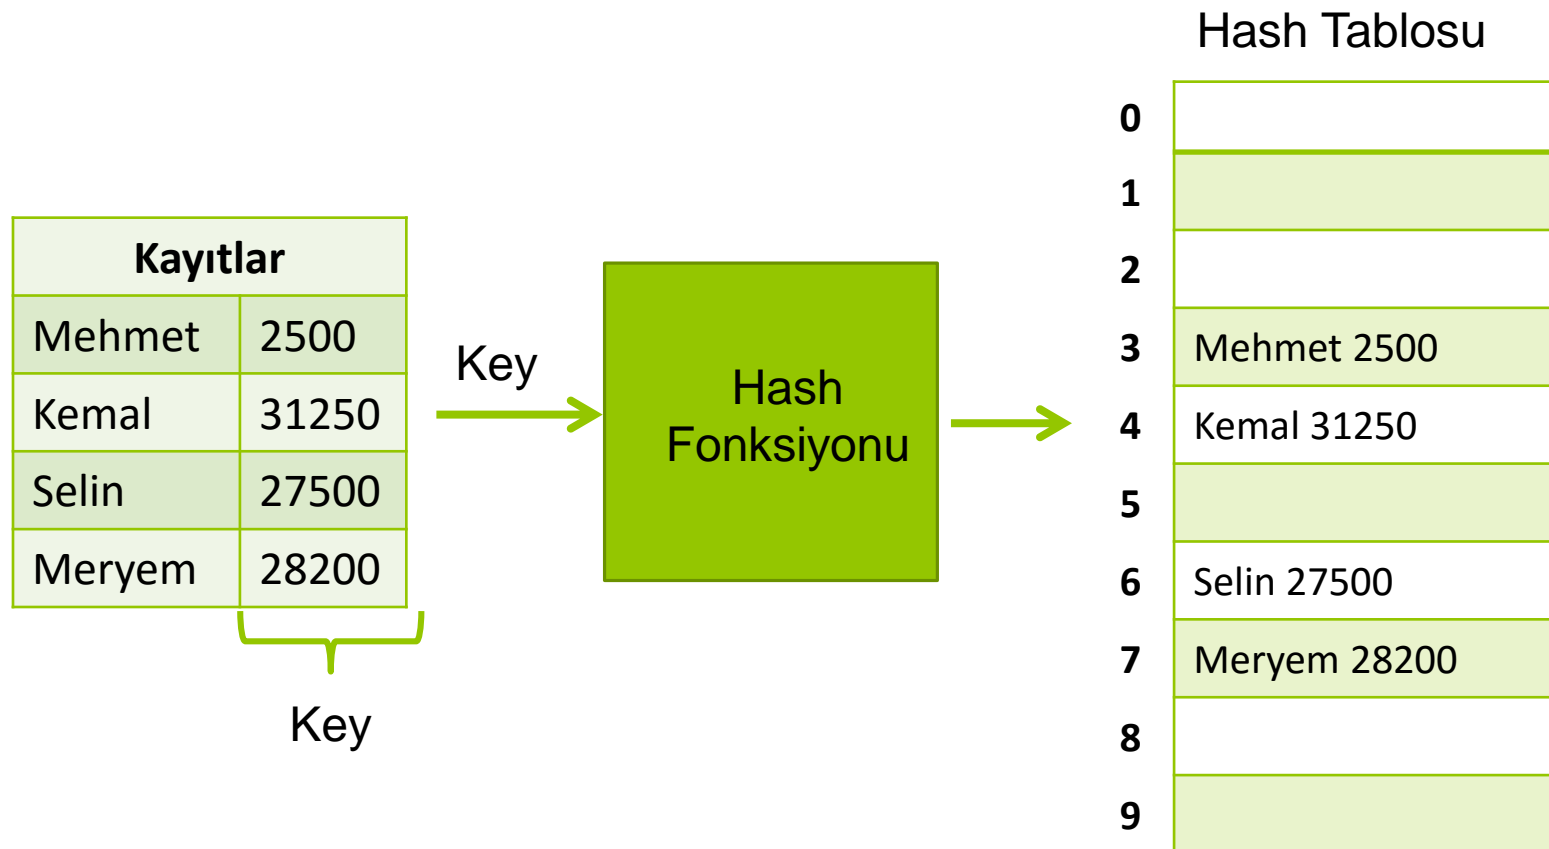 Hash Tablosu
Kayıtlar
Mehmet 2500
Kemal 31250
Selin 27500
Meryem 28200
Key
Key
Hash
Fonksiyonu
0
1
2
3 Mehmet 2500
4 Kemal 31250
5
6 Selin 27500
7 Meryem 28200
8
9